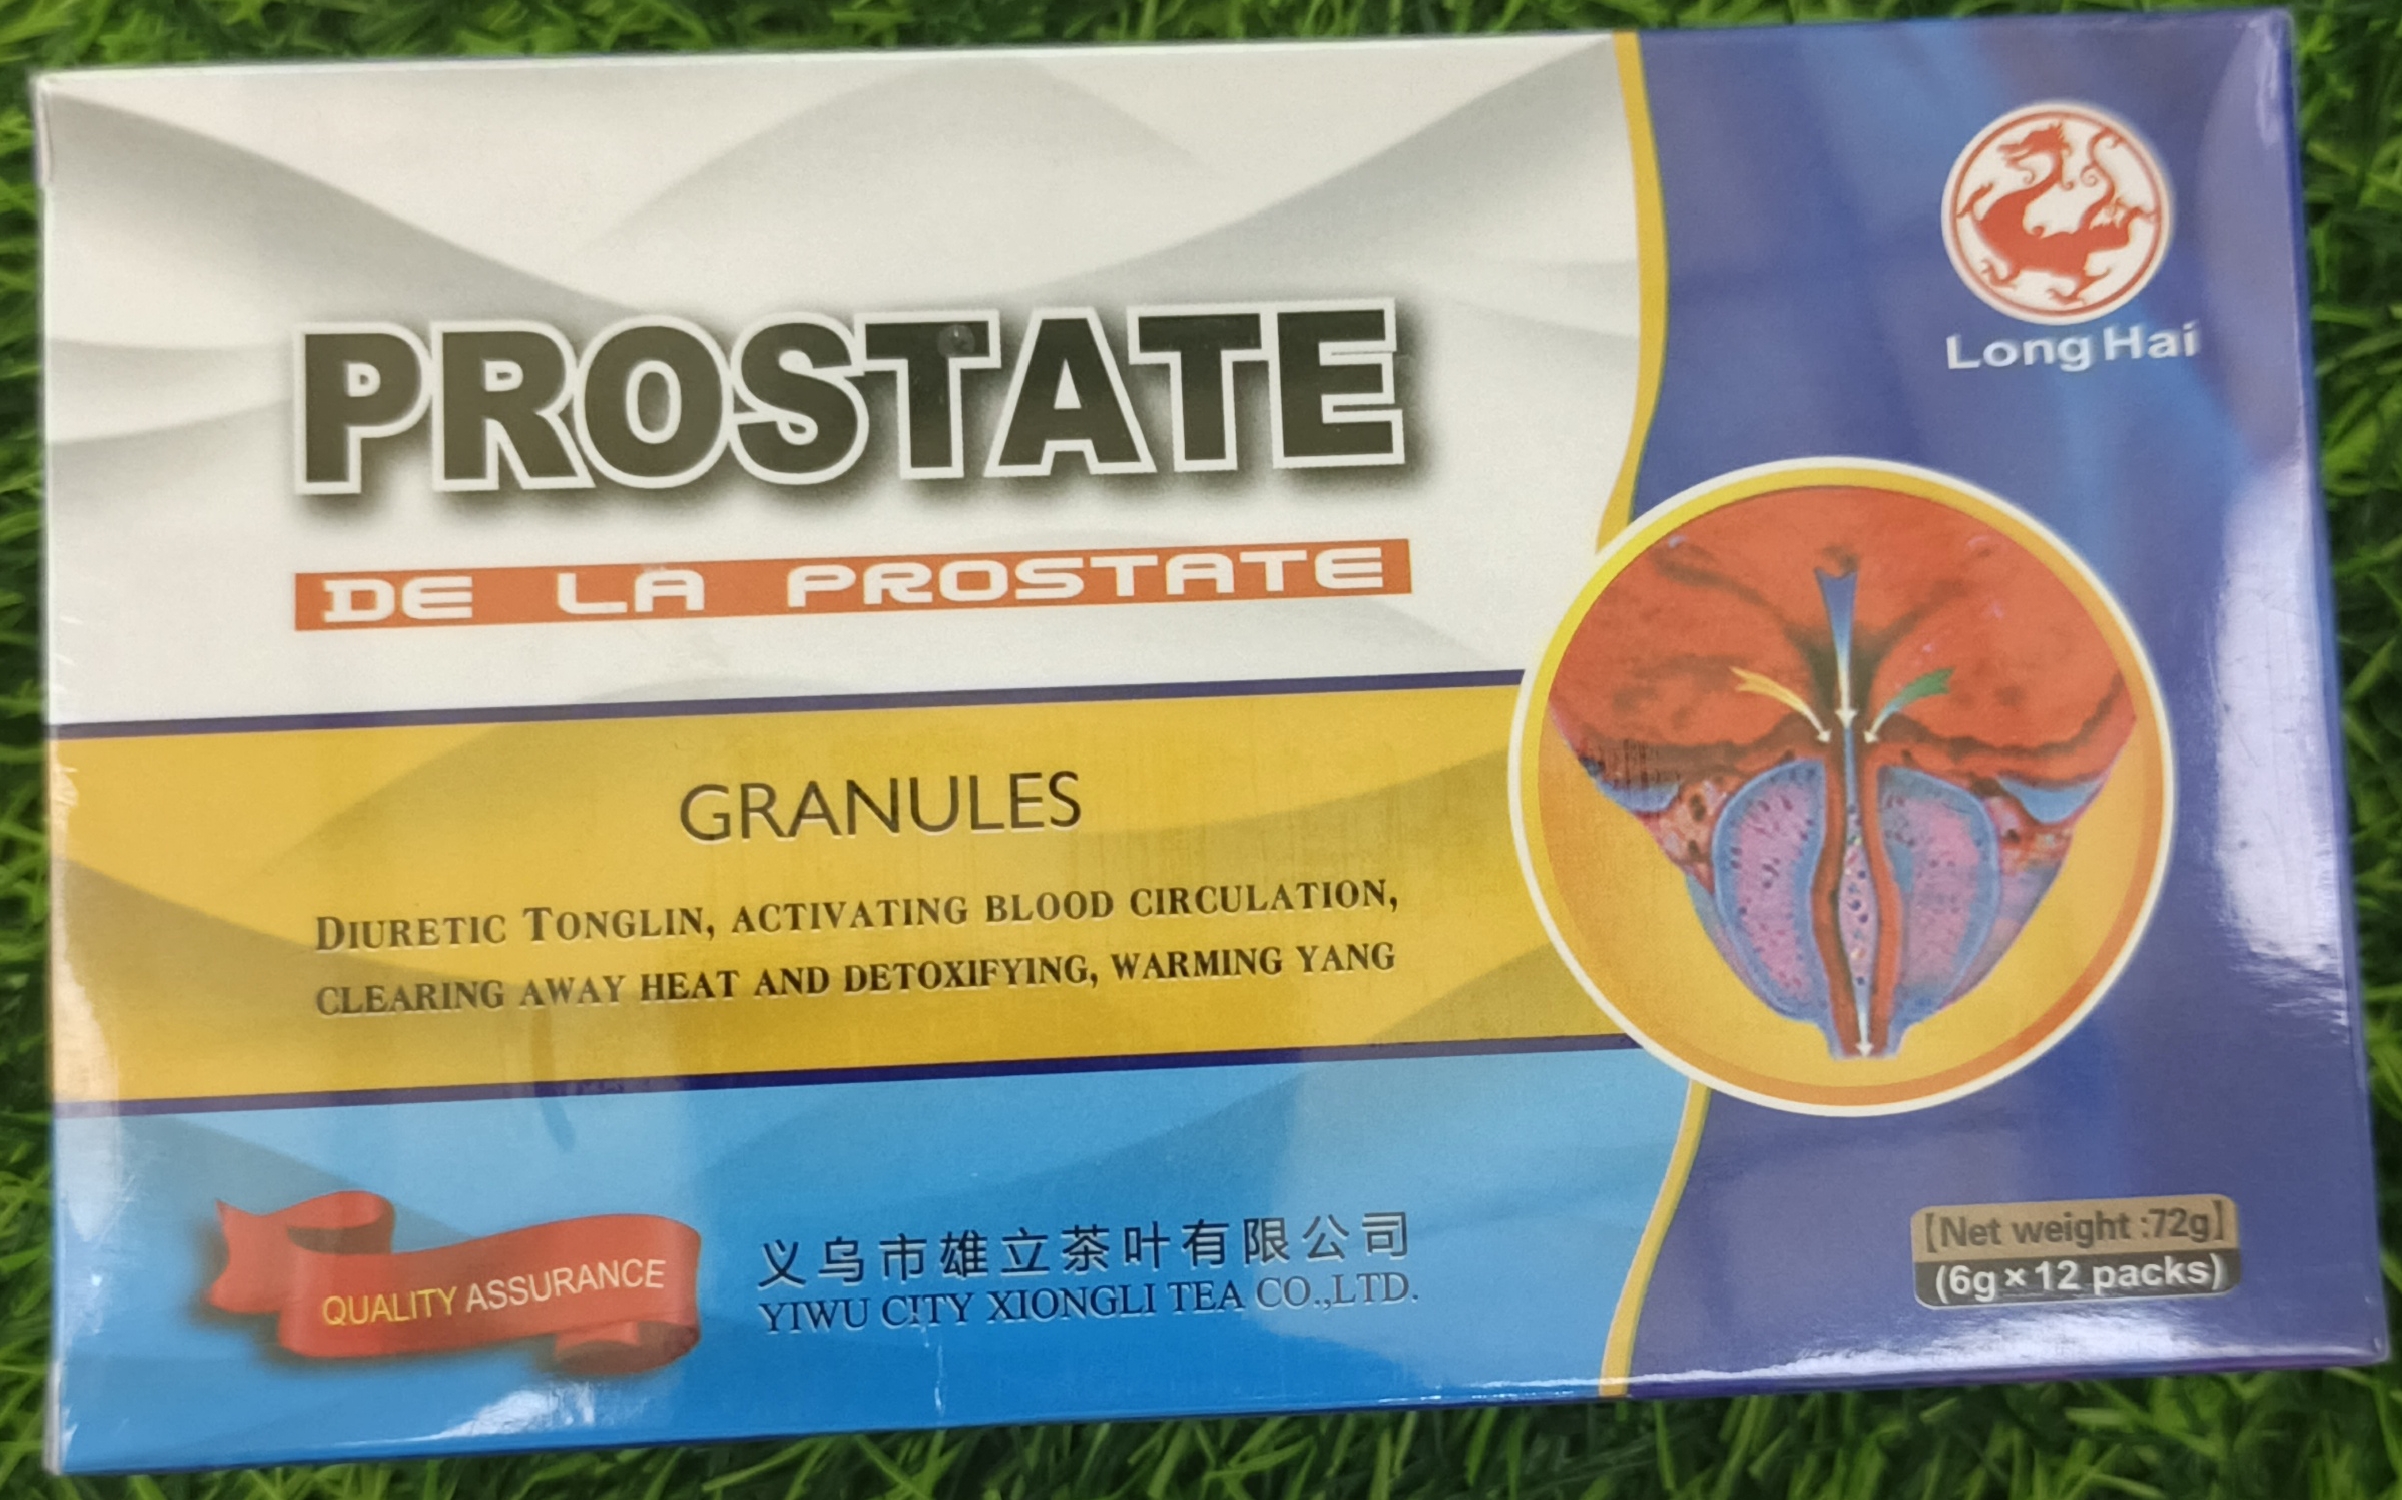 Long Hai
PROSTATE
DE LA PROSTATE
GRANULES
DIURETIC TONGLIN, ACTIVATING BLOOD CIRCULATION,
CLEARING AWAY HEAT AND DETOXIFYING, WARMING YANG
QUALITY ASSURANCE
义乌市雄立茶叶有限公司
YIWU CITY XIONGLI TEA CO.,LTD.
【Net weight :72g】
(6g×12 packs)